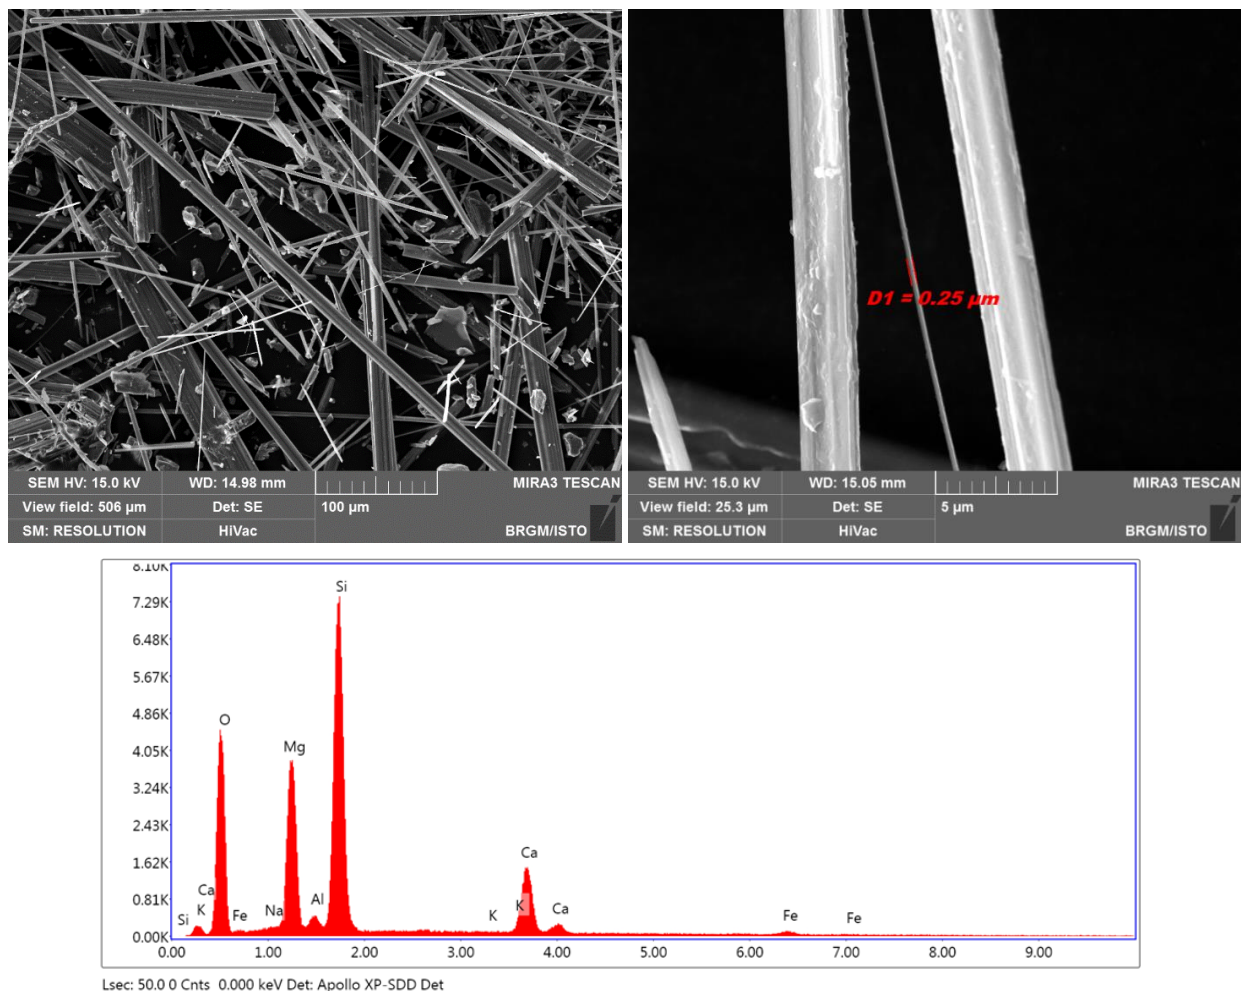 SEM HV: 15.0 kV WD: 14.98 mm MIRA3 TESCAN
View field: 506 µm Det: SE 100 µm
SM: RESOLUTION HiVac BRGM/ISTO
D1 = 0.25 µm
SEM HV: 15.0 kV WD: 15.05 mm MIRA3 TESCAN
View field: 25.3 µm Det: SE 5 µm
SM: RESOLUTION HiVac BRGM/ISTO
8.10K
7.29K
6.48K
5.67K
4.86K
4.05K
3.24K
2.43K
1.62K
0.81K
0.00K
Si
O
Mg
Ca
Ca
K
Si
Fe
Na
Al
K
K
Ca
Fe
Fe
0.00 1.00 2.00 3.00 4.00 5.00 6.00 7.00 8.00 9.00
Lsec: 50.0 0 Cnts 0.000 keV Det: Apollo XP-SDD Det